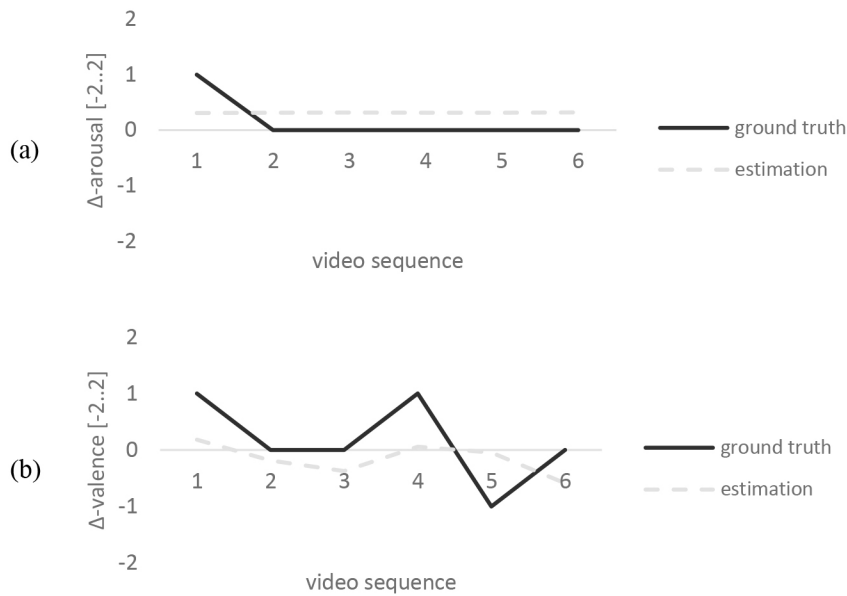 2
1
0
-1
-2
Δ-arousal [-2..2]
(a)
1 2 3 4 5 6
video sequence
ground truth
estimation
2
1
0
-1
-2
Δ-valence [-2..2]
(b)
1 2 3 4 5 6
video sequence
ground truth
estimation